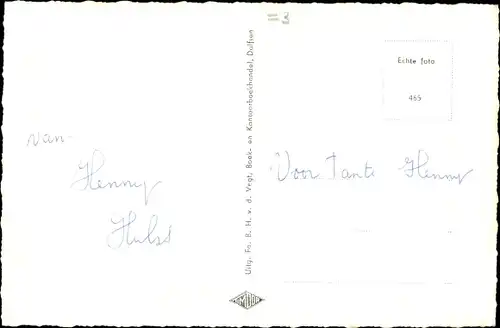 =3
Echte foto
465
van
Henny
Hulst
Voor Tante Henny
Uitg. Fa. B. H. v. d. Vegt, Boek- en Kantoorboekhandel, Dalfsen